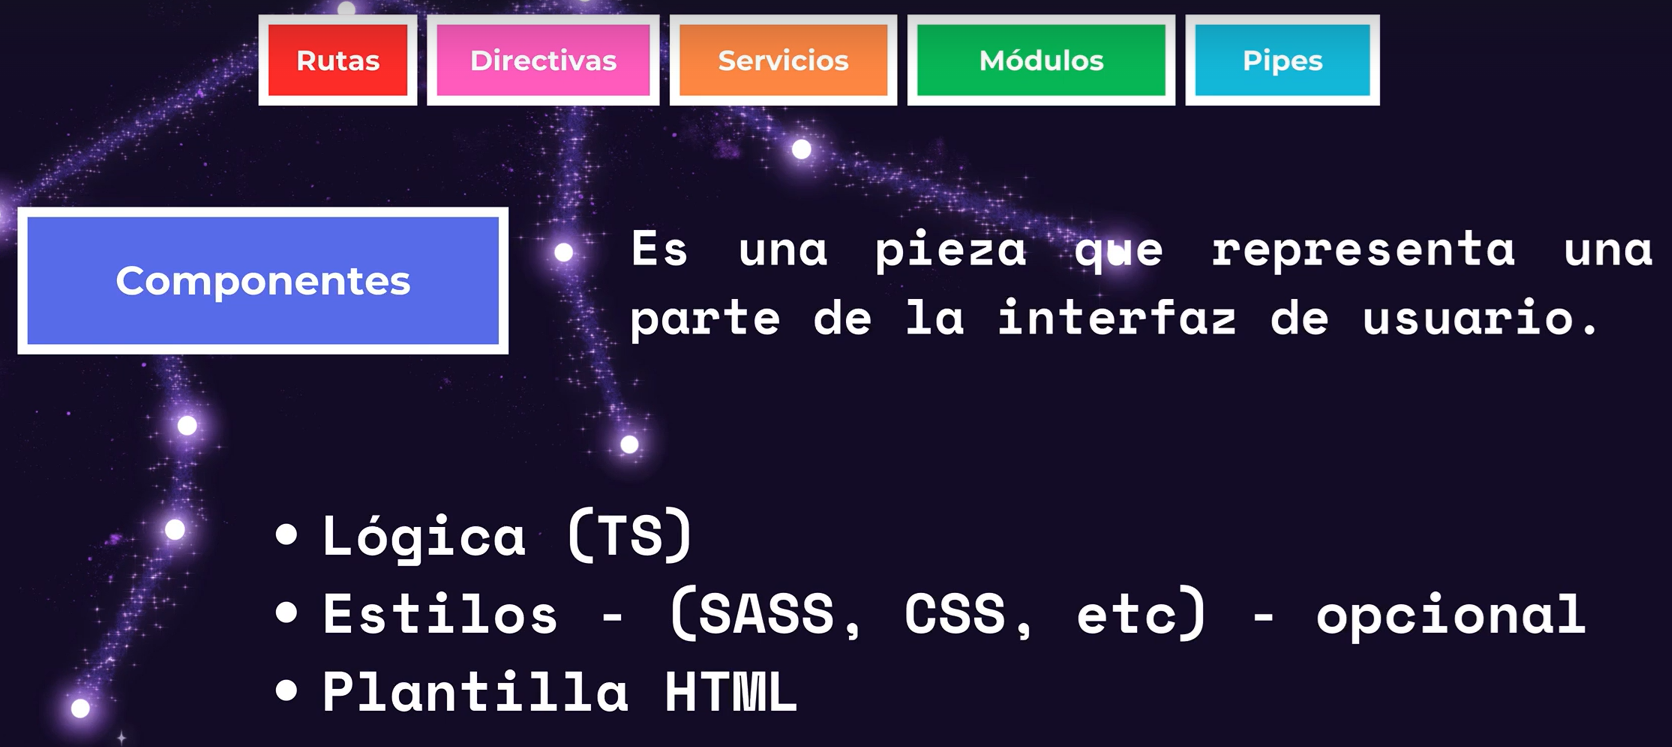 Rutas
Directivas
Servicios
Módulos
Pipes
Componentes
Es una pieza que representa una
parte de la interfaz de usuario.
• Lógica (TS)
• Estilos - (SASS, CSS, etc) - opcional
• Plantilla HTML